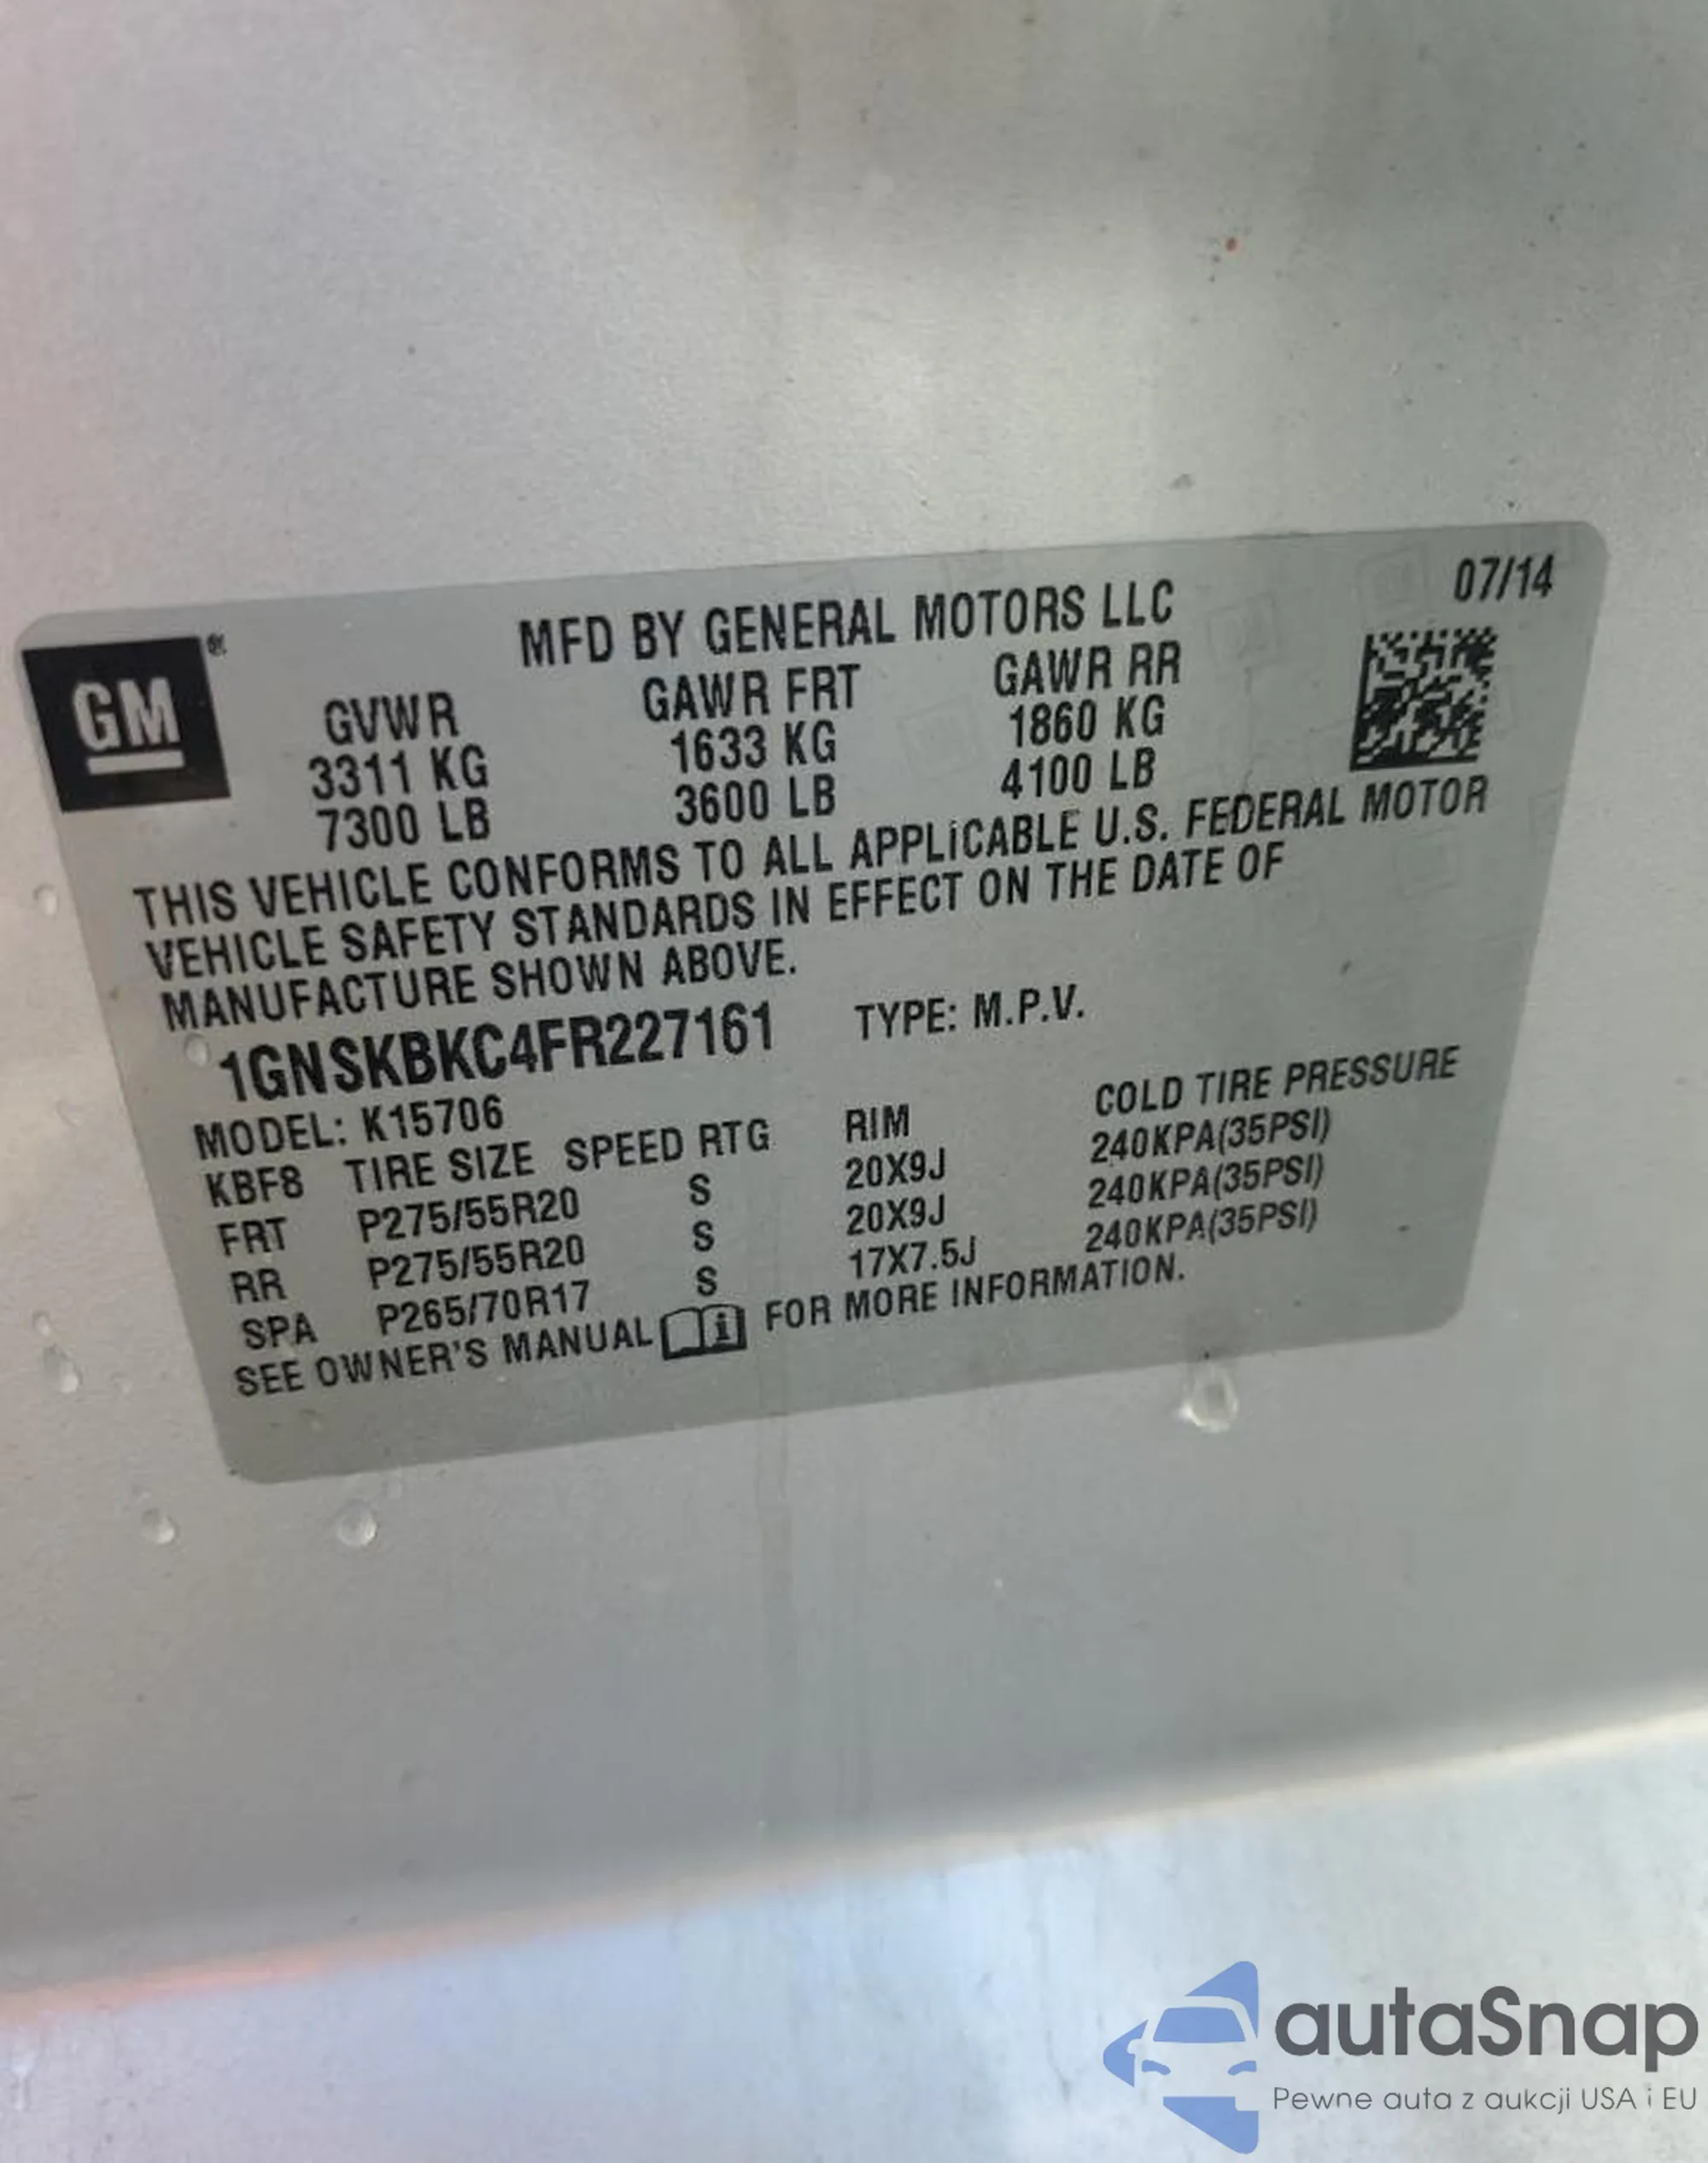 MFD BY GENERAL MOTORS LLC 07/14
GM ®
GVWR GAWR FRT GAWR RR
3311 KG 1633 KG 1860 KG
7300 LB 3600 LB 4100 LB
THIS VEHICLE CONFORMS TO ALL APPLICABLE U.S. FEDERAL MOTOR
VEHICLE SAFETY STANDARDS IN EFFECT ON THE DATE OF
MANUFACTURE SHOWN ABOVE.
1GNSKBKC4FR227161 TYPE: M.P.V.
MODEL: K15706
KBF8 TIRE SIZE SPEED RTG RIM COLD TIRE PRESSURE
FRT P275/55R20 S 20X9J 240KPA(35PSI)
RR P275/55R20 S 20X9J 240KPA(35PSI)
SPA P265/70R17 S 17X7.5J 240KPA(35PSI)
SEE OWNER'S MANUAL i FOR MORE INFORMATION.
autaSnap
Pewne auta z aukcji USA i EU